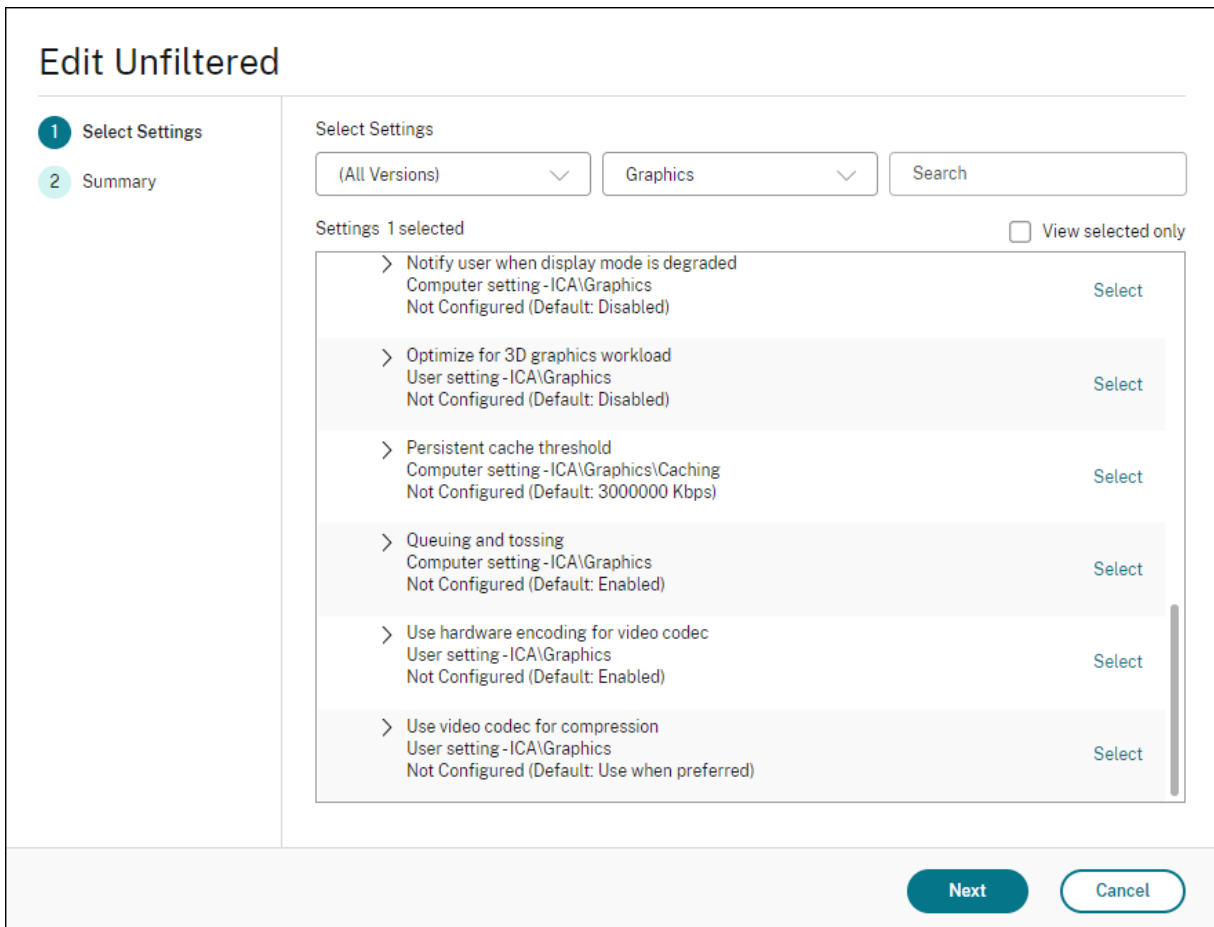 Edit Unfiltered
1 Select Settings
2 Summary
Select Settings
(All Versions)
Graphics
Search
Settings 1 selected
View selected only
Notify user when display mode is degraded
Computer setting - ICA\Graphics
Not Configured (Default: Disabled)
Select
Optimize for 3D graphics workload
User setting - ICA\Graphics
Not Configured (Default: Disabled)
Select
Persistent cache threshold
Computer setting - ICA\Graphics\Caching
Not Configured (Default: 3000000 Kbps)
Select
Queuing and tossing
Computer setting - ICA\Graphics
Not Configured (Default: Enabled)
Select
Use hardware encoding for video codec
User setting - ICA\Graphics
Not Configured (Default: Enabled)
Select
Use video codec for compression
User setting - ICA\Graphics
Not Configured (Default: Use when preferred)
Select
Next
Cancel